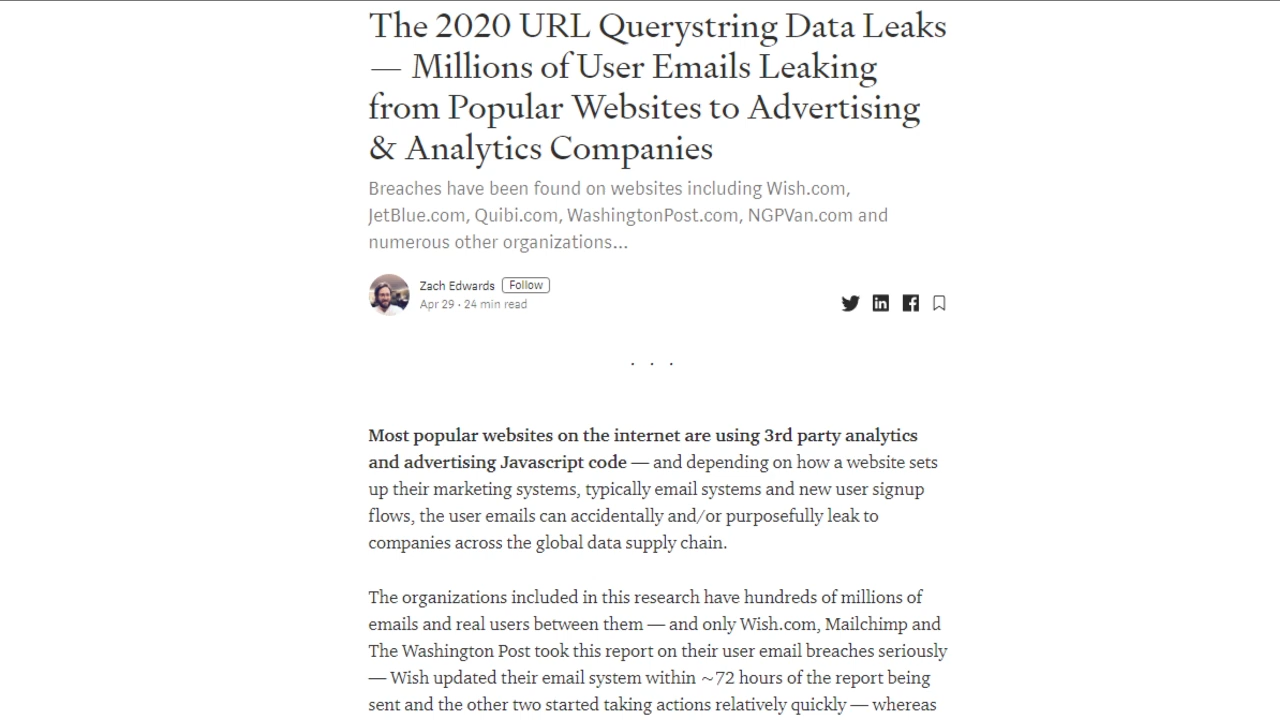 The 2020 URL Querystring Data Leaks
— Millions of User Emails Leaking
from Popular Websites to Advertising
& Analytics Companies
Breaches have been found on websites including Wish.com,
JetBlue.com, Quibi.com, WashingtonPost.com, NGPVan.com and
numerous other organizations...
Zach Edwards Follow
Apr 29 · 24 min read
. . .
Most popular websites on the internet are using 3rd party analytics
and advertising Javascript code — and depending on how a website sets
up their marketing systems, typically email systems and new user signup
flows, the user emails can accidentally and/or purposefully leak to
companies across the global data supply chain.
The organizations included in this research have hundreds of millions of
emails and real users between them — and only Wish.com, Mailchimp and
The Washington Post took this report on their user email breaches seriously
— Wish updated their email system within ~72 hours of the report being
sent and the other two started taking actions relatively quickly — whereas